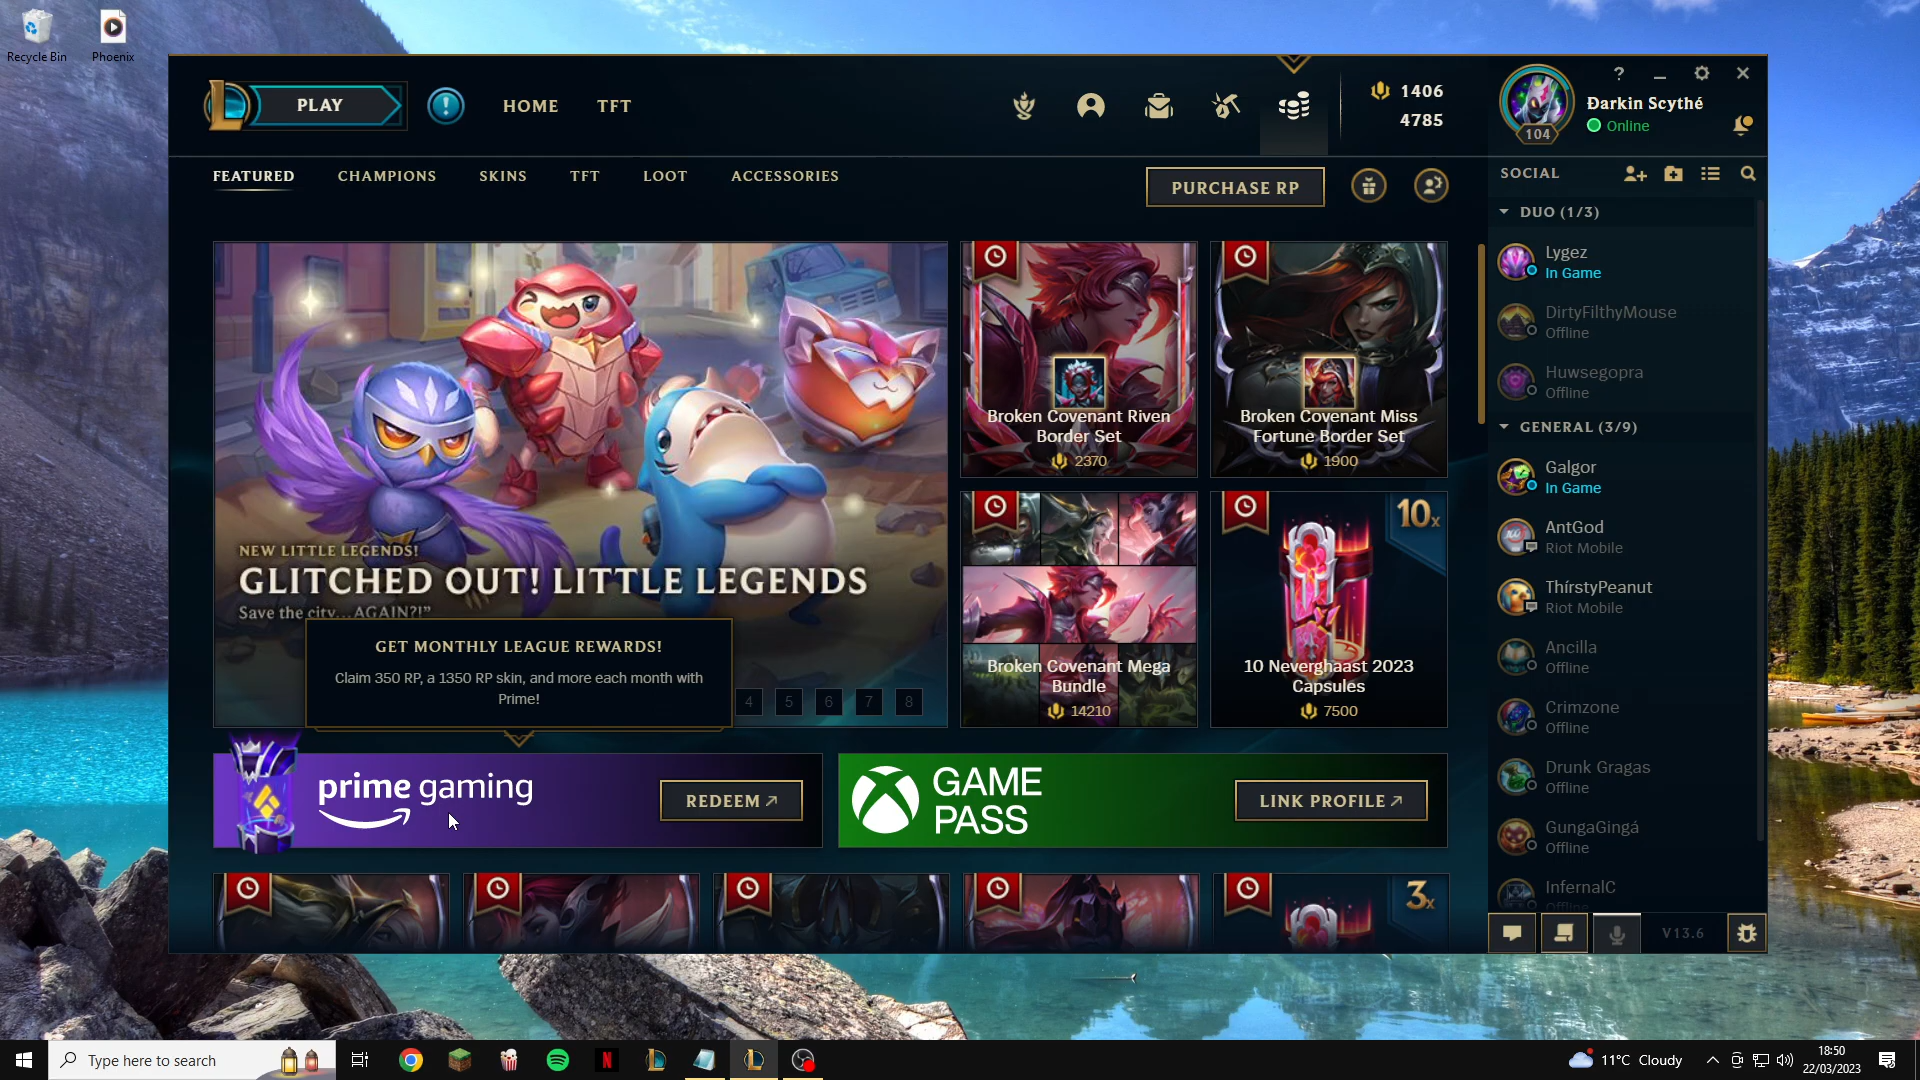 Recycle Bin
Phoenix
PLAY
HOME
TFT
1406
4785
104
Đarkin Scythé
Online
FEATURED
CHAMPIONS
SKINS
TFT
LOOT
ACCESSORIES
PURCHASE RP
SOCIAL
DUO (1/3)
Lygez
In Game
DirtyFilthyMouse
Offline
Huwsegopra
Offline
GENERAL (3/9)
Galgor
In Game
AntGod
Riot Mobile
ThírstyPeanut
Riot Mobile
Ancilla
Offline
Crimzone
Offline
Drunk Gragas
Offline
GungaGingá
Offline
InfernalC
Offline
V13.6
NEW LITTLE LEGENDS!
GLITCHED OUT! LITTLE LEGENDS
Save the city...AGAIN?!"
GET MONTHLY LEAGUE REWARDS!
Claim 350 RP, a 1350 RP skin, and more each month with
Prime!
4 5 6 7 8
Broken Covenant Riven
Border Set
2370
Broken Covenant Miss
Fortune Border Set
1900
Broken Covenant Mega
Bundle
14210
10x
10 Neverghaast 2023
Capsules
7500
prime gaming
REDEEM
GAME
PASS
LINK PROFILE
3x
Type here to search
11°C Cloudy
18:50
22/03/2023